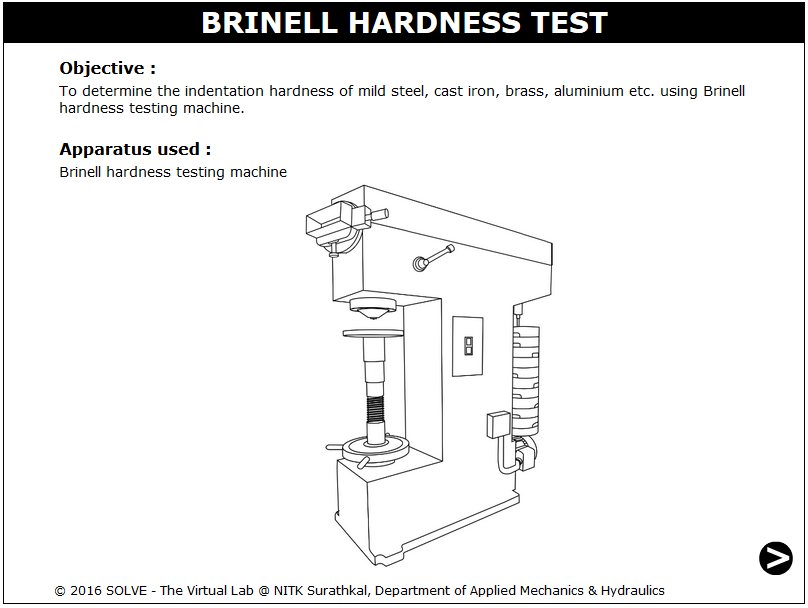 BRINELL HARDNESS TEST
Objective :
To determine the indentation hardness of mild steel, cast iron, brass, aluminium etc. using Brinell
hardness testing machine.
Apparatus used :
Brinell hardness testing machine
© 2016 SOLVE - The Virtual Lab @ NITK Surathkal, Department of Applied Mechanics & Hydraulics